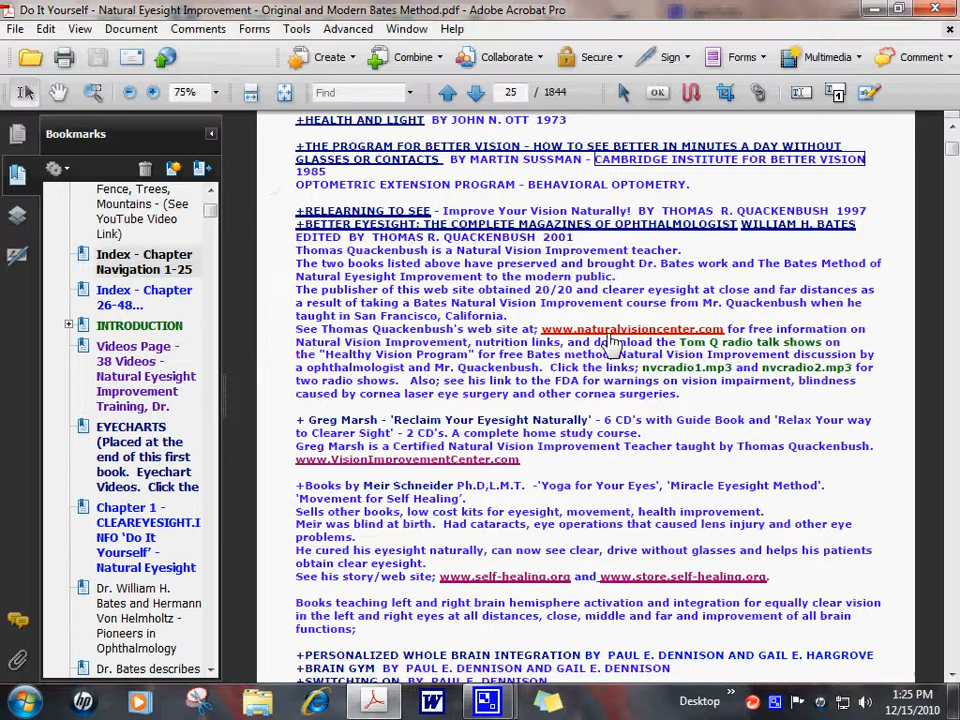 Do It Yourself - Natural Eyesight Improvement - Original and Modern Bates Method.pdf - Adobe Acrobat Pro
File Edit View Document Comments Forms Tools Advanced Window Help
Create Combine Collaborate Secure Sign Forms Multimedia Comment
75% Find 25 / 1844 OK
Bookmarks
Fence, Trees,
Mountains - (See
YouTube Video
Link)
Index - Chapter
Navigation 1-25
Index - Chapter
26-48...
INTRODUCTION
Videos Page -
38 Videos -
Natural Eyesight
Improvement
Training, Dr.
EYECHARTS
(Placed at the
end of this first
book. Eyechart
Videos. Click the
Chapter 1 -
CLEAREYESIGHT.I
NFO ‘Do It
Yourself’ -
Natural Eyesight
Dr. William H.
Bates and Hermann
Von Helmholtz -
Pioneers in
Ophthalmology
Dr. Bates describes
+HEALTH AND LIGHT BY JOHN N. OTT 1973
+THE PROGRAM FOR BETTER VISION - HOW TO SEE BETTER IN MINUTES A DAY WITHOUT
GLASSES OR CONTACTS BY MARTIN SUSSMAN - CAMBRIDGE INSTITUTE FOR BETTER VISION
1985
OPTOMETRIC EXTENSION PROGRAM - BEHAVIORAL OPTOMETRY.
+RELEARNING TO SEE - Improve Your Vision Naturally! BY THOMAS R. QUACKENBUSH 1997
+BETTER EYESIGHT; THE COMPLETE MAGAZINES OF OPHTHALMOLOGIST WILLIAM H. BATES
EDITED BY THOMAS R. QUACKENBUSH 2001
Thomas Quackenbush is a Natural Vision Improvement teacher.
The two books listed above have preserved and brought Dr. Bates work and The Bates Method of
Natural Eyesight Improvement to the modern public.
The publisher of this web site obtained 20/20 and clearer eyesight at close and far distances as
a result of taking a Bates Natural Vision Improvement course from Mr. Quackenbush when he
taught in San Francisco, California.
See Thomas Quackenbush's web site at; www.naturalvisioncenter.com for free information on
Natural Vision Improvement, nutrition links, and download the Tom Q radio talk shows on
the "Healthy Vision Program" for free Bates method, Natural Vision Improvement discussion by
a ophthalmologist and Mr. Quackenbush. Click the links; nvcradio1.mp3 and nvcradio2.mp3 for
two radio shows. Also; see his link to the FDA for warnings on vision impairment, blindness
caused by cornea laser eye surgery and other cornea surgeries.
+ Greg Marsh - 'Reclaim Your Eyesight Naturally' - 6 CD's with Guide Book and 'Relax Your way
to Clearer Sight' - 2 CD's. A complete home study course.
Greg Marsh is a Certified Natural Vision Improvement Teacher taught by Thomas Quackenbush.
www.VisionImprovementCenter.com
+Books by Meir Schneider Ph.D,L.M.T. -'Yoga for Your Eyes', 'Miracle Eyesight Method'.
‘Movement for Self Healing’.
Sells other books, low cost kits for eyesight, movement, health improvement.
Meir was blind at birth. Had cataracts, eye operations that caused lens injury and other eye
problems.
He cured his eyesight naturally, can now see clear, drive without glasses and helps his patients
obtain clear eyesight.
See his story/web site; www.self-healing.org and www.store.self-healing.org.
Books teaching left and right brain hemisphere activation and integration for equally clear vision
in the left and right eyes at all distances, close, middle and far and improvement of all brain
functions;
+PERSONALIZED WHOLE BRAIN INTEGRATION BY PAUL E. DENNISON AND GAIL E. HARGROVE
+BRAIN GYM BY PAUL E. DENNISON AND GAIL E. DENNISON
+SWITCHING ON BY PAUL E. DENNISON
Desktop
1:25 PM
12/15/2010